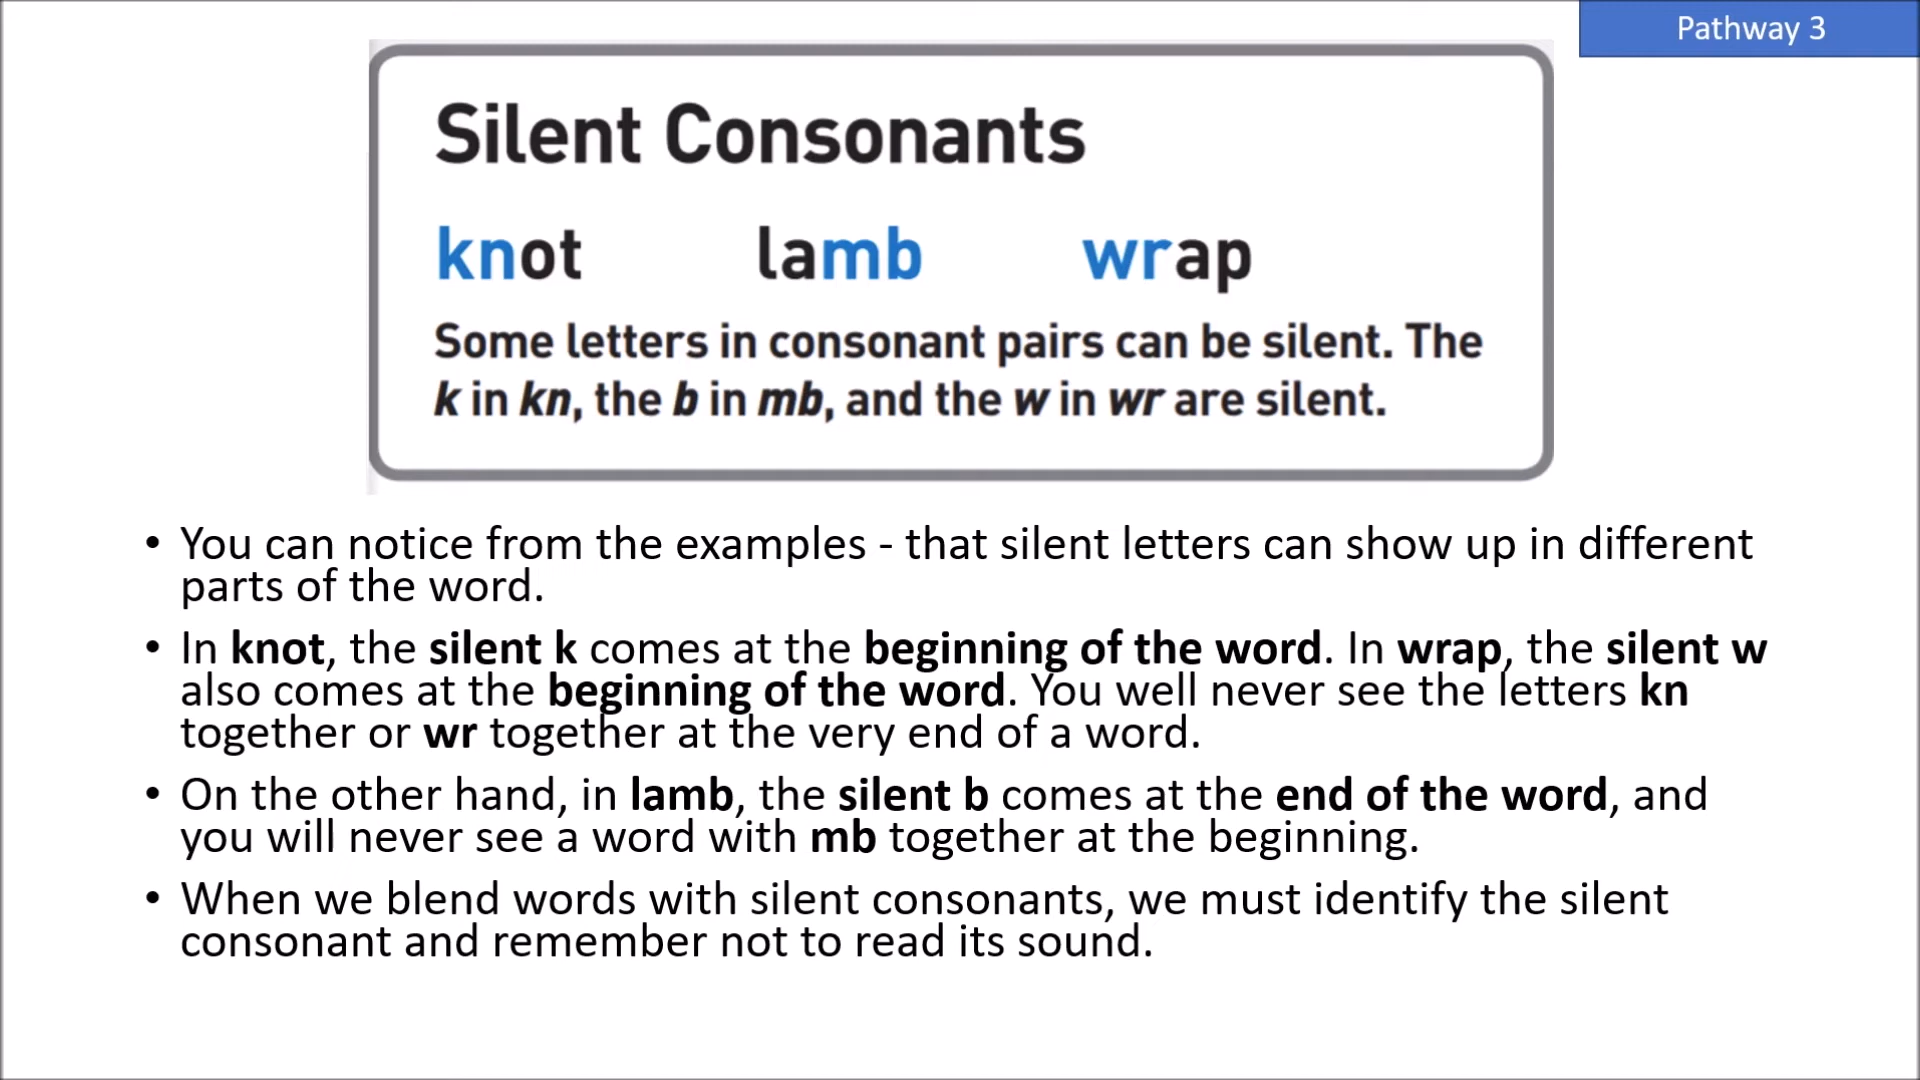 Pathway 3
Silent Consonants
knot lamb wrap
Some letters in consonant pairs can be silent. The
k in kn, the b in mb, and the w in wr are silent.
• You can notice from the examples - that silent letters can show up in different
parts of the word.
• In knot, the silent k comes at the beginning of the word. In wrap, the silent w
also comes at the beginning of the word. You well never see the letters kn
together or wr together at the very end of a word.
• On the other hand, in lamb, the silent b comes at the end of the word, and
you will never see a word with mb together at the beginning.
• When we blend words with silent consonants, we must identify the silent
consonant and remember not to read its sound.